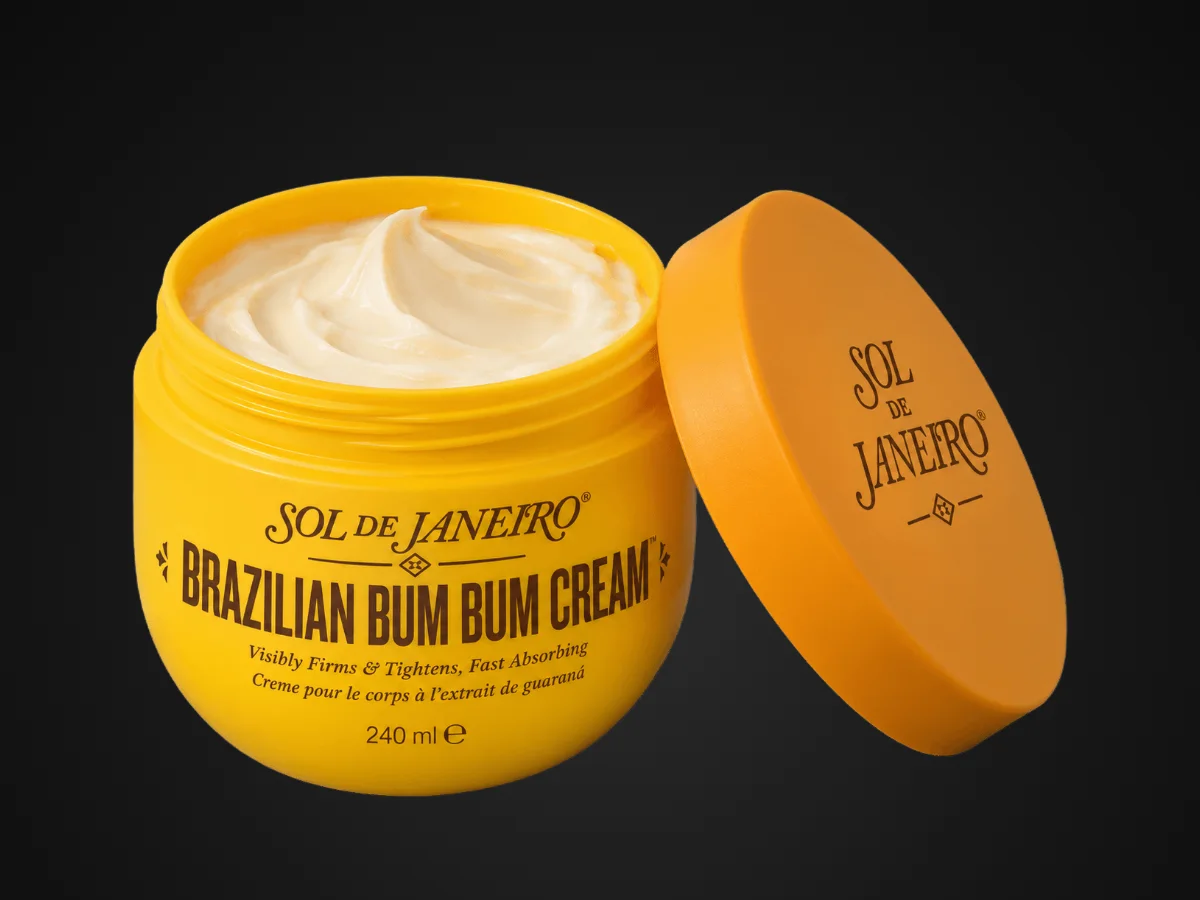 SOL DE JANEIRO®
BRAZILIAN BUM BUM CREAM™
Visibly Firms & Tightens, Fast Absorbing
Creme pour le corps à l'extrait de guaraná
240 ml ℮
SOL
DE
JANEIRO®